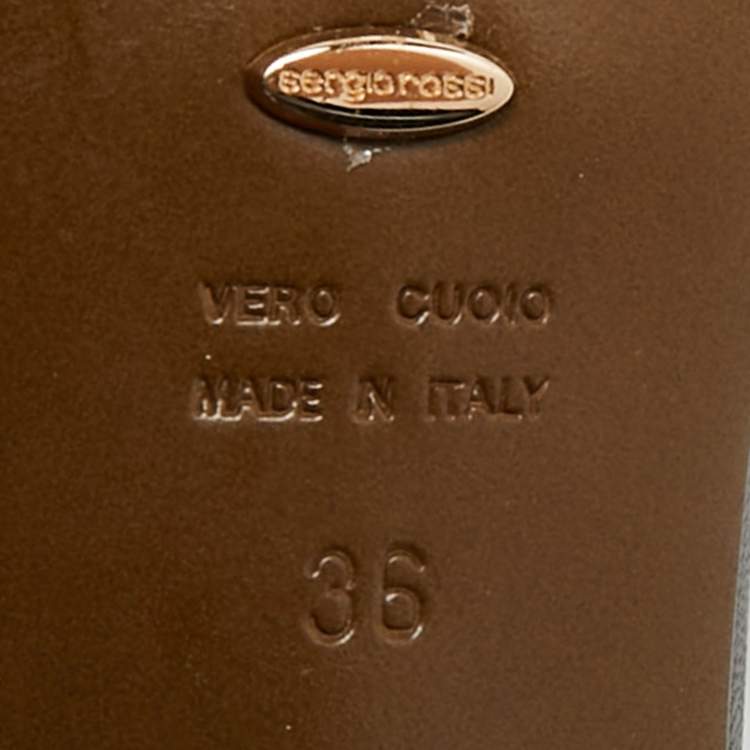 sergio rossi
VERO CUOIO
MADE IN ITALY
36